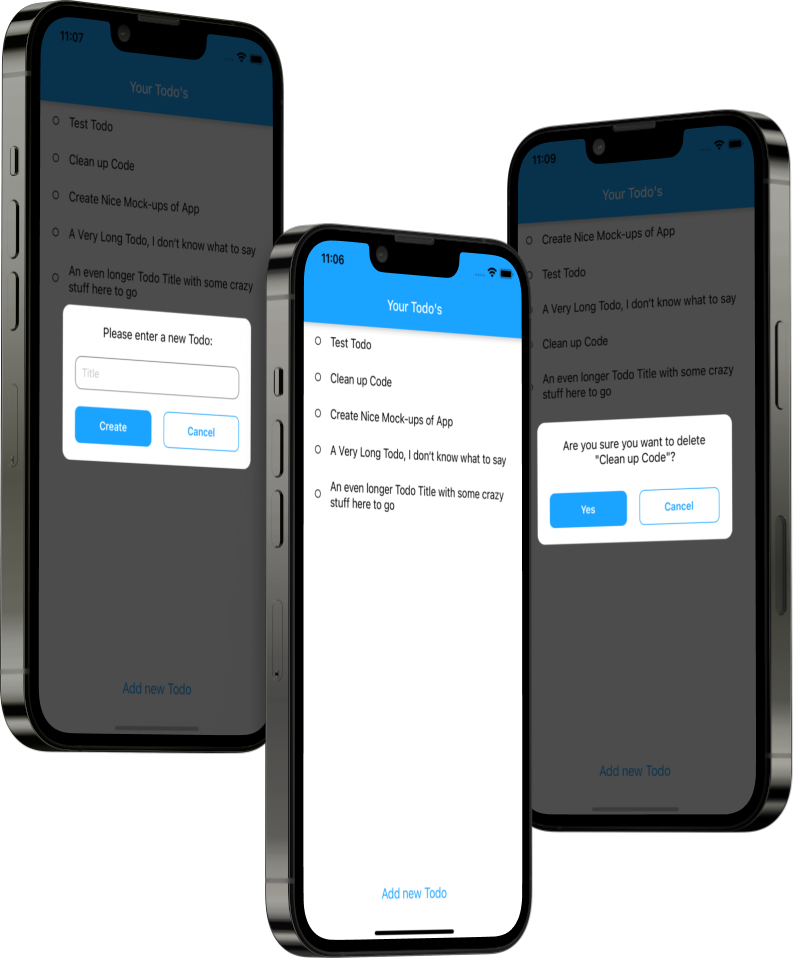 11:07
Your Todo's
Test Todo
Clean up Code
Create Nice Mock-ups of App
A Very Long Todo, I don't know what to say
An even longer Todo Title with some crazy
stuff here to go
Please enter a new Todo:
Title
Create
Cancel
Add new Todo
11:06
Your Todo's
Test Todo
Clean up Code
Create Nice Mock-ups of App
A Very Long Todo, I don't know what to say
An even longer Todo Title with some crazy
stuff here to go
Add new Todo
11:09
Your Todo's
Create Nice Mock-ups of App
Test Todo
A Very Long Todo, I don't know what to say
Clean up Code
An even longer Todo Title with some crazy
stuff here to go
Are you sure you want to delete
"Clean up Code"?
Yes
Cancel
Add new Todo